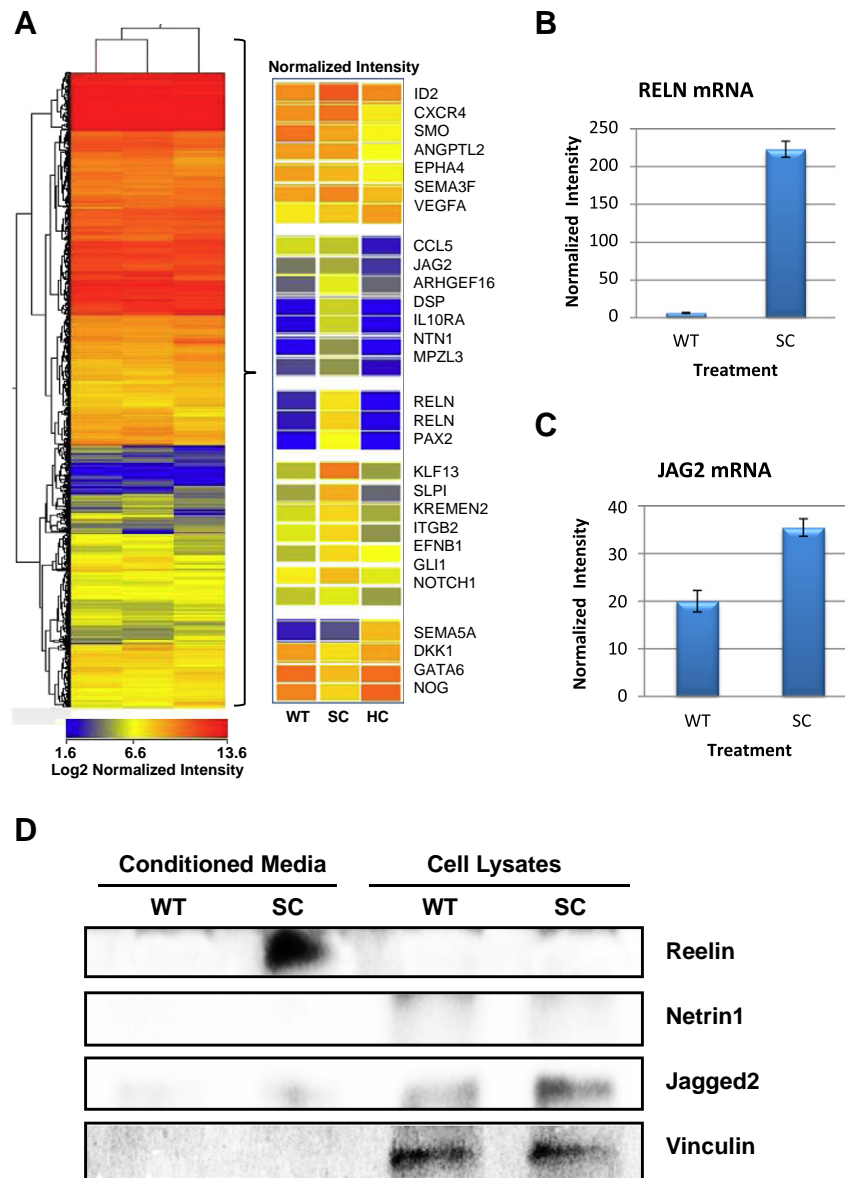 A
Normalized Intensity
ID2
CXCR4
SMO
ANGPTL2
EPHA4
SEMA3F
VEGFA
CCL5
JAG2
ARHGEF16
DSP
IL10RA
NTN1
MPZL3
RELN
RELN
PAX2
KLF13
SLPI
KREMEN2
ITGB2
EFNB1
GLI1
NOTCH1
SEMA5A
DKK1
GATA6
NOG
WT SC HC
1.6 6.6 13.6
Log2 Normalized Intensity
B
RELN mRNA
Normalized Intensity
250
200
150
100
50
0
WT SC
Treatment
C
JAG2 mRNA
Normalized Intensity
40
30
20
10
0
WT SC
Treatment
D
Conditioned Media Cell Lysates
WT SC WT SC
Reelin
Netrin1
Jagged2
Vinculin